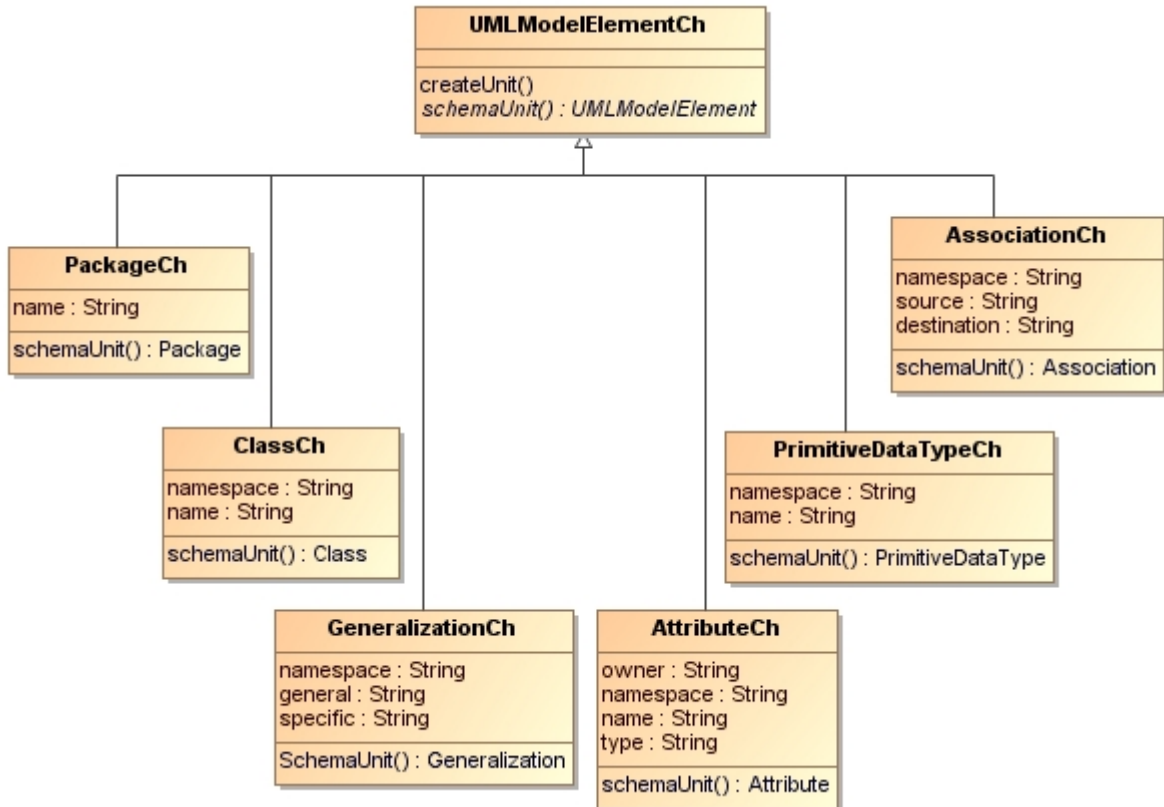 UMLModelElementCh
createUnit()
schemaUnit() : UMLModelElement
PackageCh
name : String
schemaUnit() : Package
AssociationCh
namespace : String
source : String
destination : String
schemaUnit() : Association
ClassCh
namespace : String
name : String
schemaUnit() : Class
PrimitiveDataTypeCh
namespace : String
name : String
schemaUnit() : PrimitiveDataType
GeneralizationCh
namespace : String
general : String
specific : String
SchemaUnit() : Generalization
AttributeCh
owner : String
namespace : String
name : String
type : String
schemaUnit() : Attribute